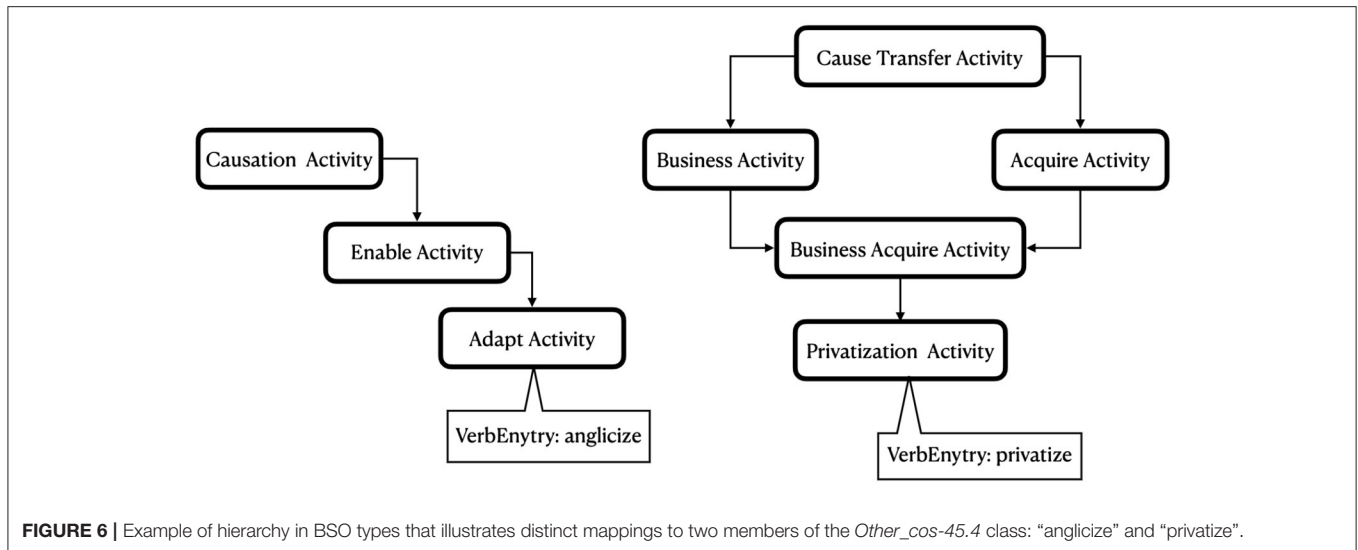 Cause Transfer Activity
Causation Activity
Business Activity
Acquire Activity
Enable Activity
Business Acquire Activity
Adapt Activity
Privatization Activity
VerbEnytry: anglicize
VerbEnytry: privatize
FIGURE 6 | Example of hierarchy in BSO types that illustrates distinct mappings to two members of the Other_cos-45.4 class: “anglicize” and “privatize”.